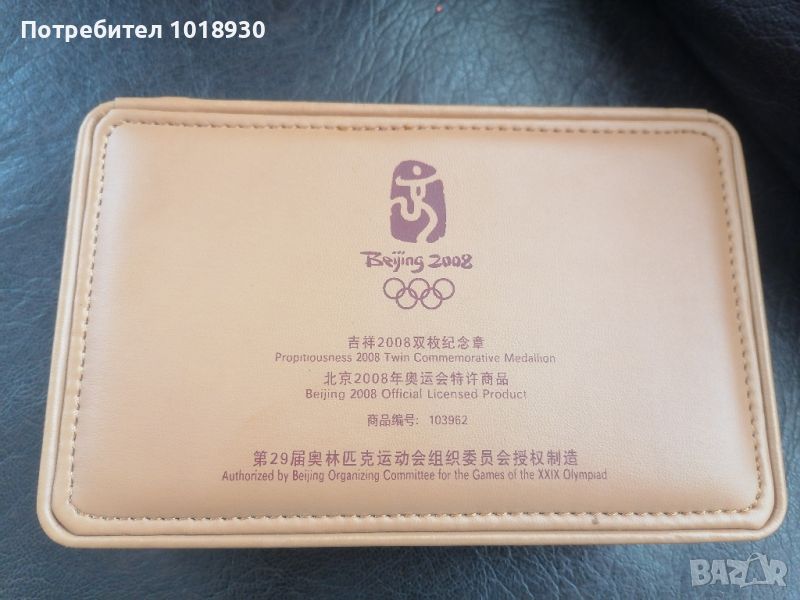 Потребител 1018930
Beijing 2008
吉祥2008双枚纪念章
Propitiousness 2008 Twin Commemorative Medallion
北京2008年奥运会特许商品
Beijing 2008 Official Licensed Product
商品编号: 103962
第29届奥林匹克运动会组织委员会授权制造
Authorized by Beijing Organizing Committee for the Games of the XXIX Olympiad
BAZAR